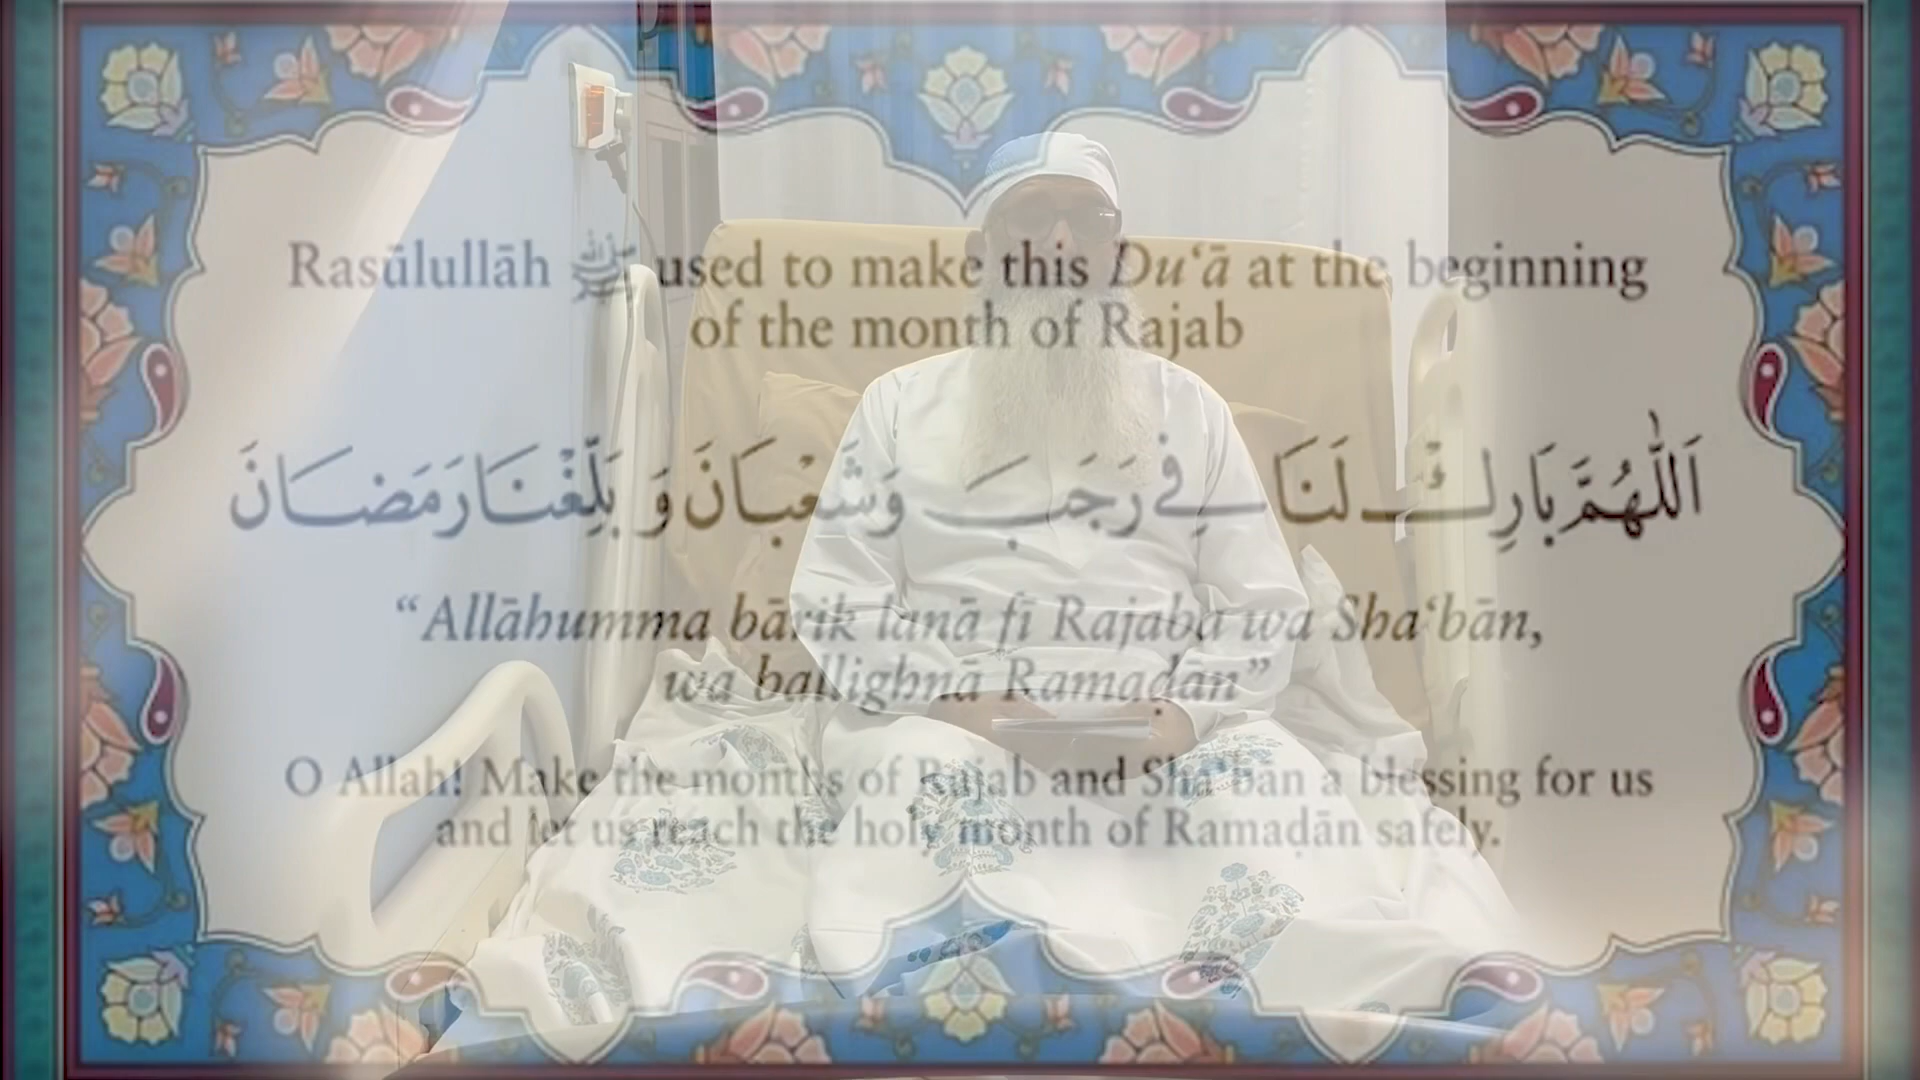 Rasūlullāh ﷺ used to make this Du‘ā at the beginning
of the month of Rajab
اَللّٰهُمَّ بَارِكْ لَنَا فِي رَجَبَ وَشَعْبَانَ وَبَلِّغْنَا رَمَضَانَ
“Allāhumma bārik lanā fī Rajaba wa Sha‘bān,
wa ballighnā Ramaḍān”
O Allah! Make the months of Rajab and Sha‘bān a blessing for us
and let us reach the holy month of Ramaḍān safely.